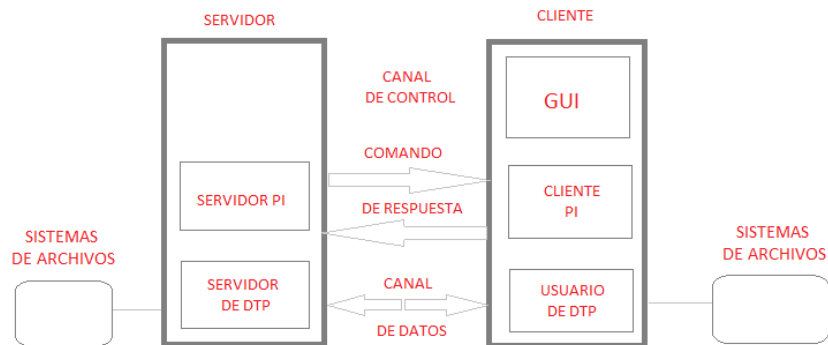 SERVIDOR
CLIENTE
CANAL
DE CONTROL
GUI
COMANDO
SERVIDOR PI
CLIENTE
PI
DE RESPUESTA
SISTEMAS
DE ARCHIVOS
SISTEMAS
DE ARCHIVOS
SERVIDOR
DE DTP
CANAL
DE DATOS
USUARIO
DE DTP